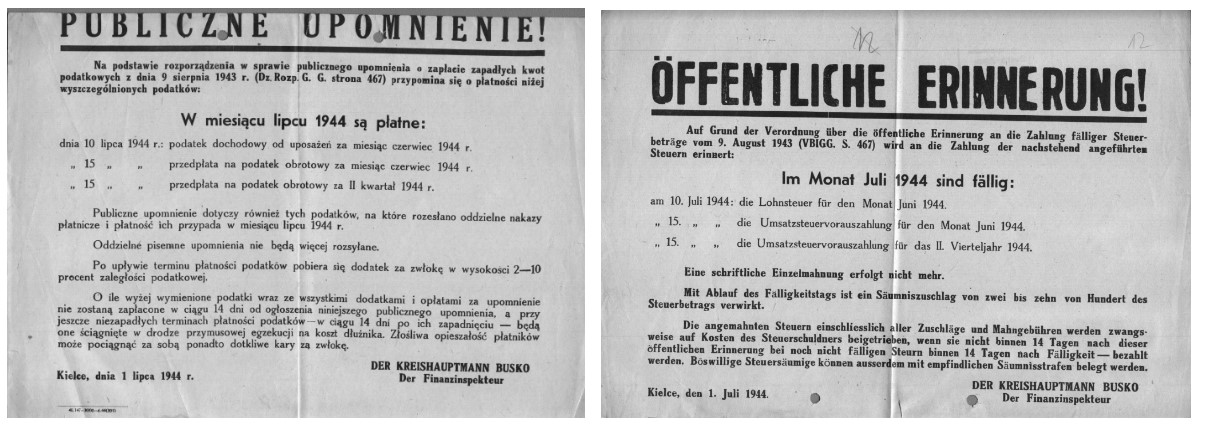 PUBLICZNE UPOMNIENIE!
Na podstawie rozporządzenia w sprawie publicznego upomnienia o zapłacie zapadłych kwot
podatkowych z dnia 9 sierpnia 1943 r. (Dz. Rozp. G. G. strona 467) przypomina się o płatności niżej
wyszczególnionych podatków:
W miesiącu lipcu 1944 są płatne:
dnia 10 lipca 1944 r.: podatek dochodowy od uposażeń za miesiąc czerwiec 1944 r.
„ 15 „ „ przedpłata na podatek obrotowy za miesiąc czerwiec 1944 r.
„ 15 „ „ przedpłata na podatek obrotowy za II kwartał 1944 r.
Publiczne upomnienie dotyczy również tych podatków, na które rozesłano oddzielne nakazy
płatnicze i płatność ich przypada w miesiącu lipcu 1944 r.
Oddzielne pisemne upomnienia nie będą więcej rozsyłane.
Po upływie terminu płatności podatków pobiera się dodatek za zwłokę w wysokości 2—10
procent zaległości podatkowej.
O ile wyżej wymienione podatki wraz ze wszystkimi dodatkami i opłatami za upomnienie
nie zostaną zapłacone w ciągu 14 dni od ogłoszenia niniejszego publicznego upomnienia, a przy
jeszcze niezapadłych terminach płatności podatków—w ciągu 14 dni po ich zapadnięciu — będą
one ściągnięte w drodze przymusowej egzekucji na koszt dłużnika. Złośliwa opieszałość płatników
może pociągnąć za sobą ponadto dotkliwe kary za zwłokę.
DER KREISHAUPTMANN BUSKO
Der Finanzinspekteur
Kielce, dnia 1 lipca 1944 r.
12
ÖFFENTLICHE ERINNERUNG!
Auf Grund der Verordnung über die öffentliche Erinnerung an die Zahlung fälliger Steuer-
beträge vom 9. August 1943 (VBlGG. S. 467) wird an die Zahlung der nachstehend angeführten
Steuern erinnert:
Im Monat Juli 1944 sind fällig:
am 10. Juli 1944: die Lohnsteuer für den Monat Juni 1944.
„ 15. „ „ die Umsatzsteuervorauszahlung für den Monat Juni 1944.
„ 15. „ „ die Umsatzsteuervorauszahlung für das II. Vierteljahr 1944.
Eine schriftliche Einzelmahnung erfolgt nicht mehr.
Mit Ablauf des Fälligkeitstags ist ein Säumniszuschlag von zwei bis zehn von Hundert des
Steuerbetrags verwirkt.
Die angemahnten Steuern einschliesslich aller Zuschläge und Mahngebühren werden zwangs-
weise auf Kosten des Steuerschuldners beigetrieben, wenn sie nicht binnen 14 Tagen nach dieser
öffentlichen Erinnerung bei noch nicht fälligen Steurn binnen 14 Tagen nach Fälligkeit — bezahlt
werden. Böswillige Steuersäumige können ausserdem mit empfindlichen Säumnisstrafen belegt werden.
DER KREISHAUPTMANN BUSKO
Der Finanzinspekteur
Kielce, den 1. Juli 1944.